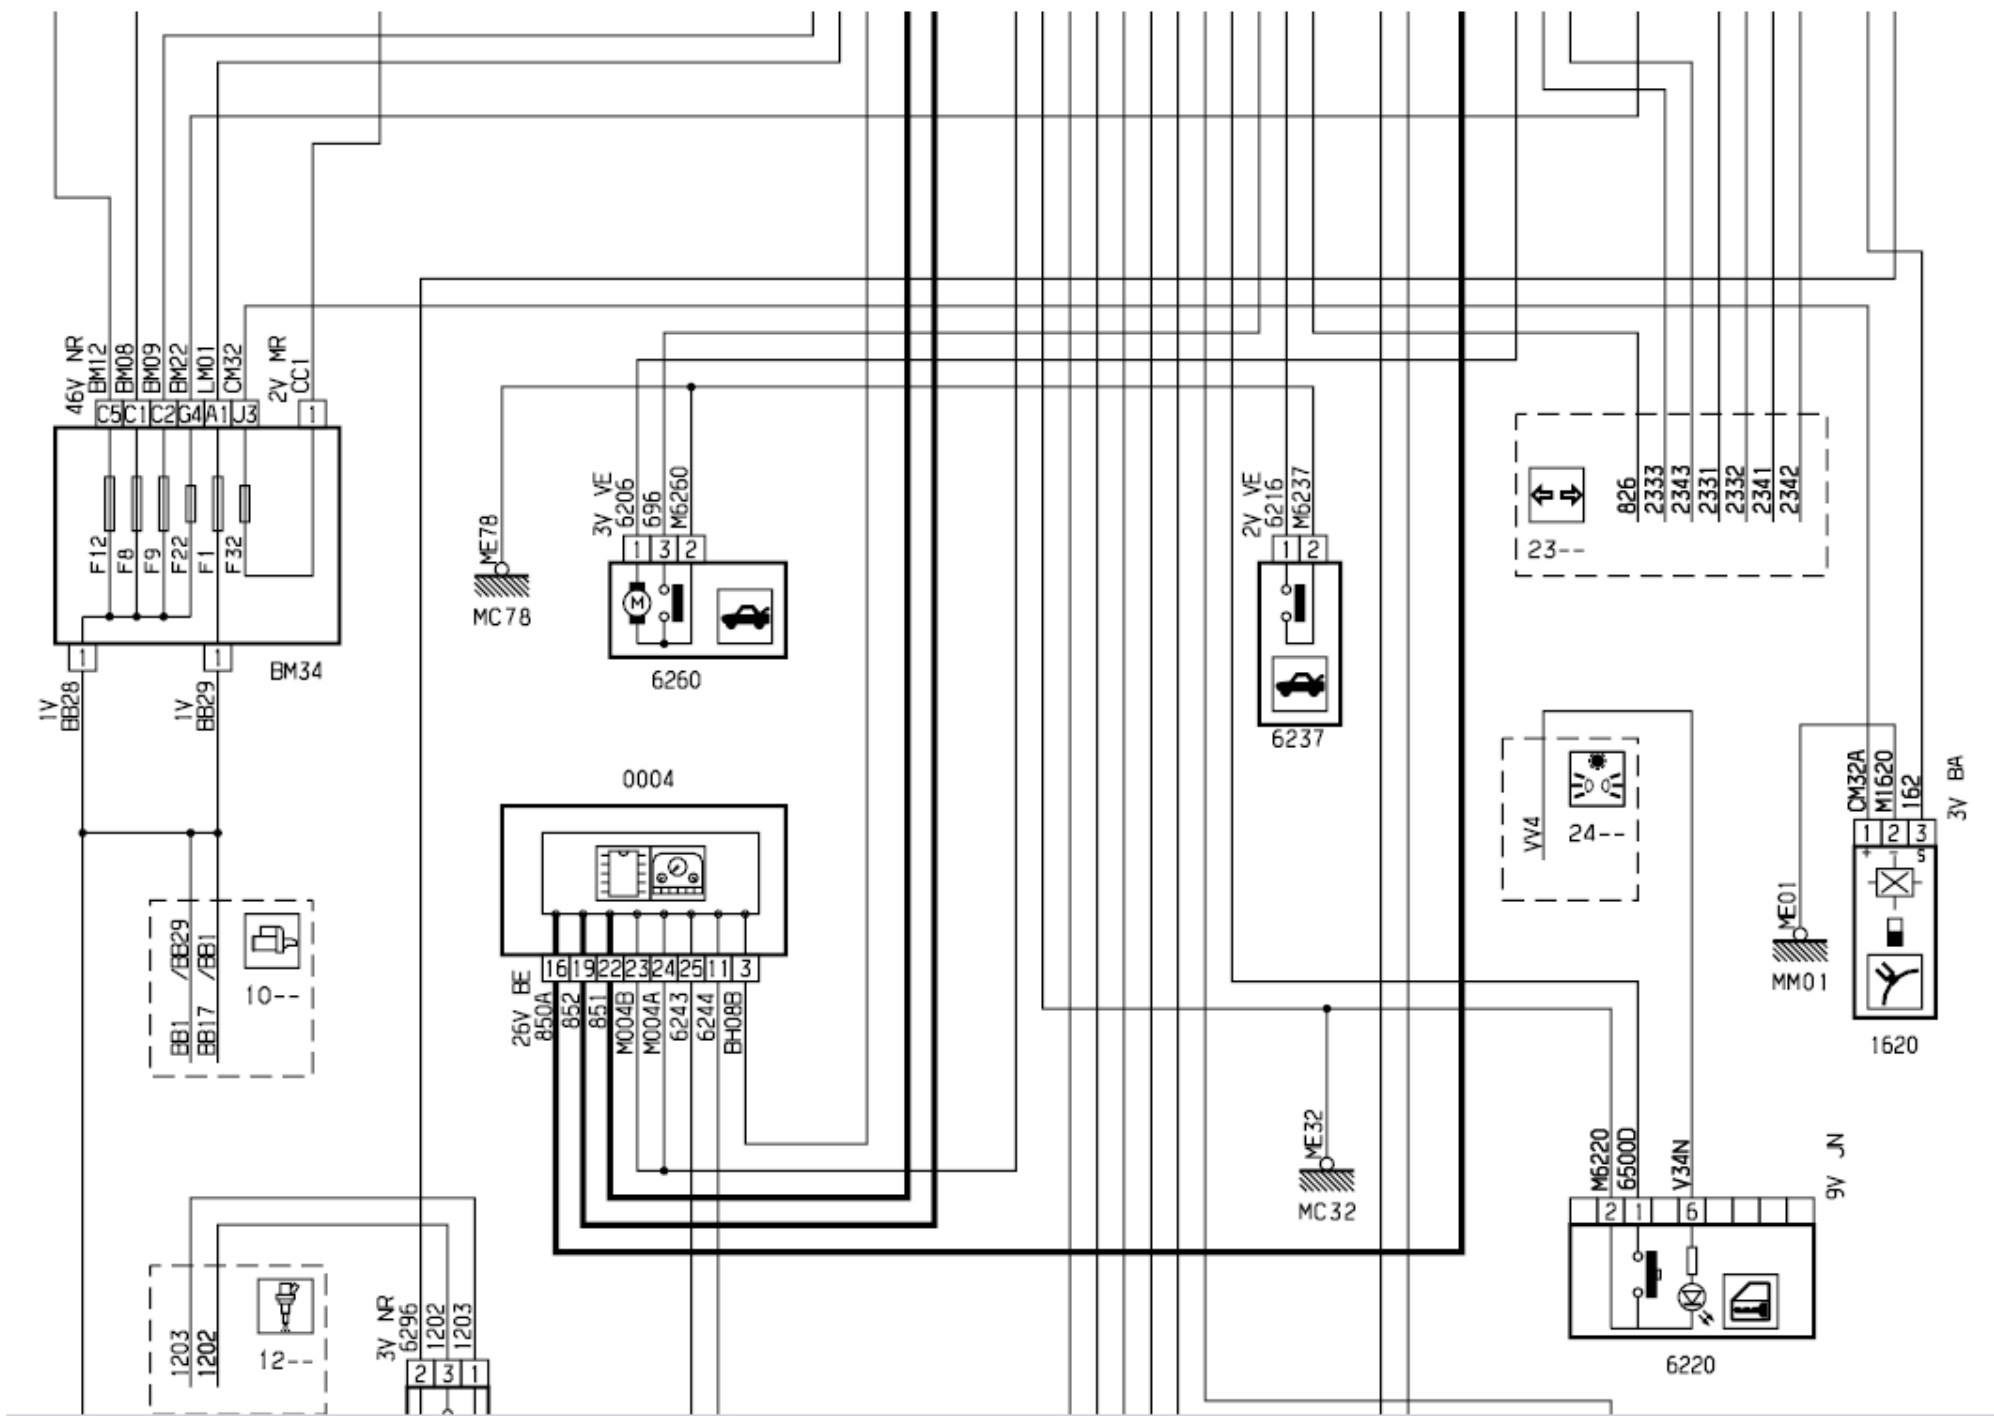 46V NR
BM12
BM08
BM09
BM22
LM01
CM32
2V MR
CC1
C5 C1 C2 G4 A1 J3
1
F12
F8
F9
F22
F1
F32
1
1
BM34
1V
BB28
1V
BB29
ME78
MC78
3V VE
6206
696
M6260
1 3 2
M
6260
2V VE
6216
M6237
1 2
6237
826
2333
2343
2331
2332
2341
2342
23--
VV4
24--
CM32A
M1620
162
3V BA
1 2 3
+ - S
1620
ME01
MM01
0004
16 19 22 23 24 25 11 3
26V BE
850A
852
851
M004B
M004A
6243
6244
BH08B
BB1 /BB29
BB17 /BB1
10--
ME32
MC32
M6220
6500D
V34N
9V JN
2 1 6
6220
1203
1202
12--
3V NR
6296
1202
1203
2 3 1